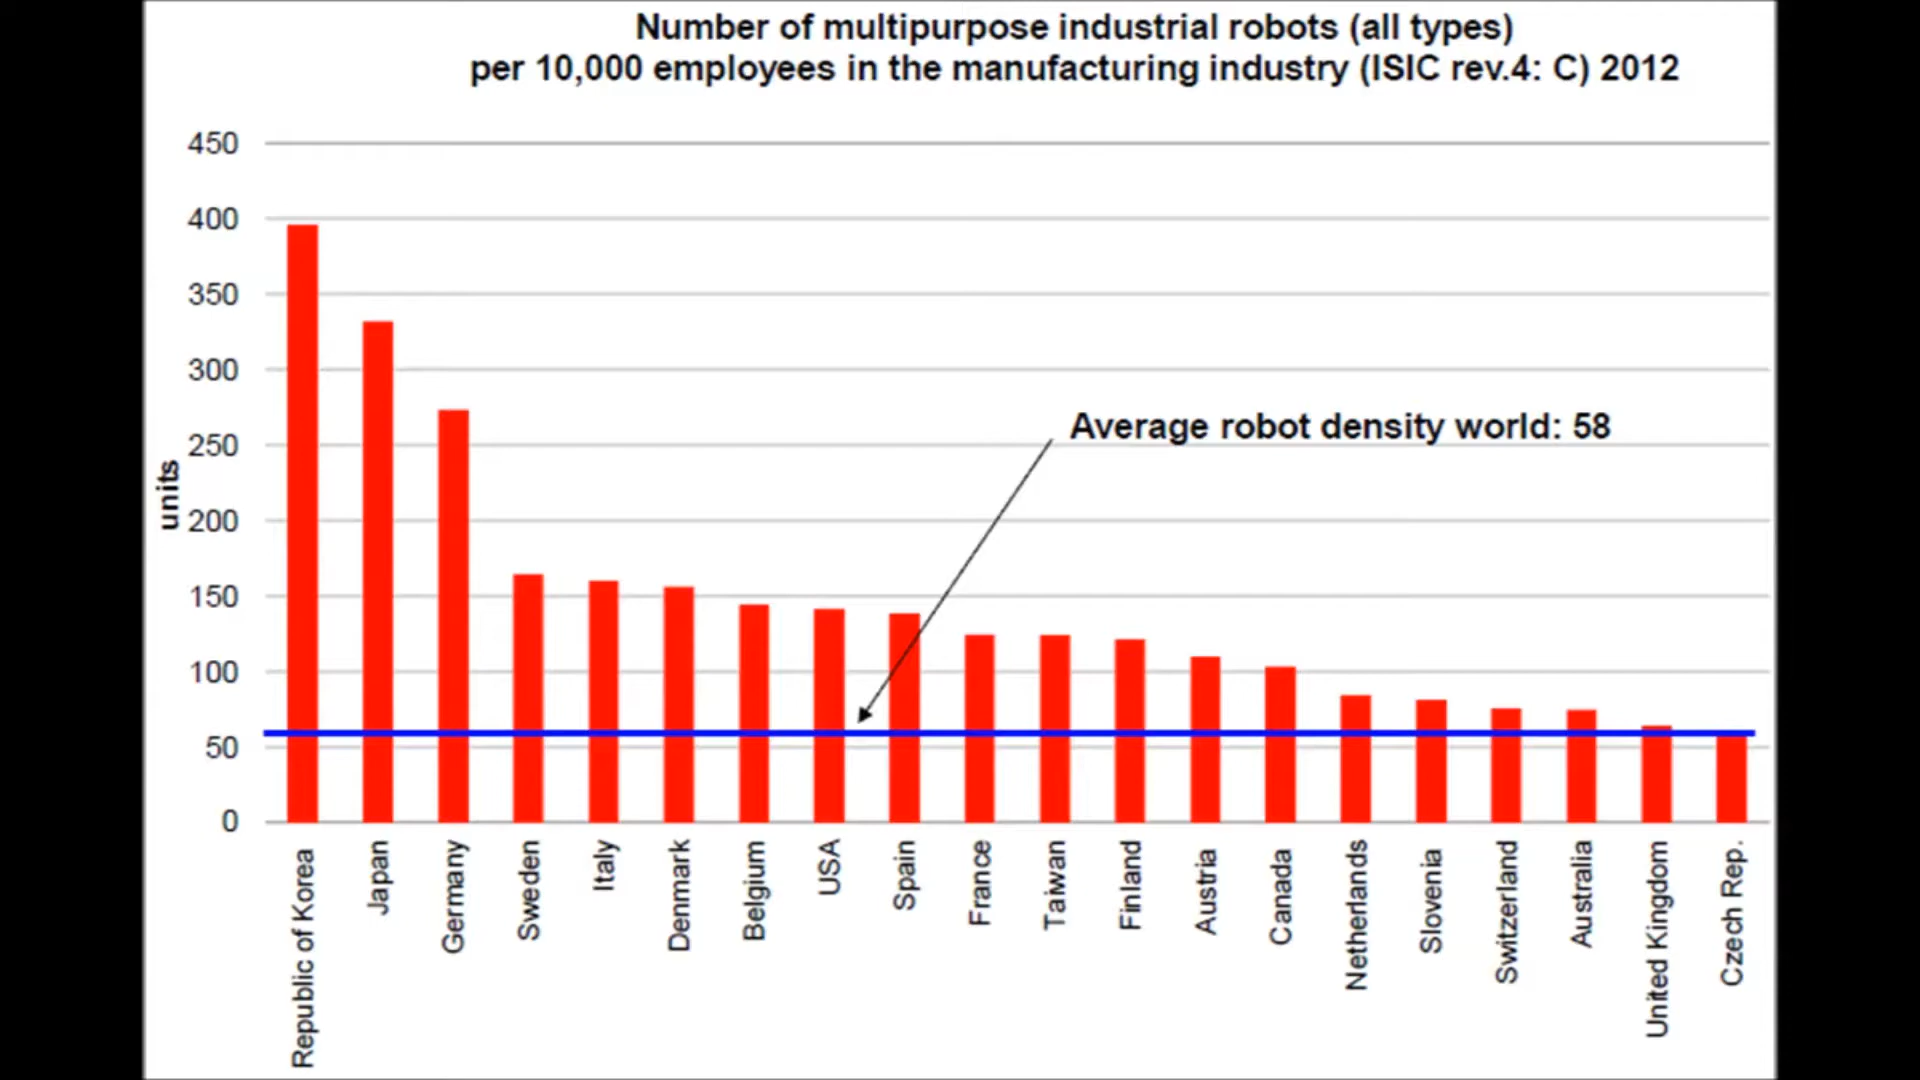 Number of multipurpose industrial robots (all types)
per 10,000 employees in the manufacturing industry (ISIC rev.4: C) 2012
450
400
350
300
250
200
150
100
50
0
units
Average robot density world: 58
Republic of Korea
Japan
Germany
Sweden
Italy
Denmark
Belgium
USA
Spain
France
Taiwan
Finland
Austria
Canada
Netherlands
Slovenia
Switzerland
Australia
United Kingdom
Czech Rep.